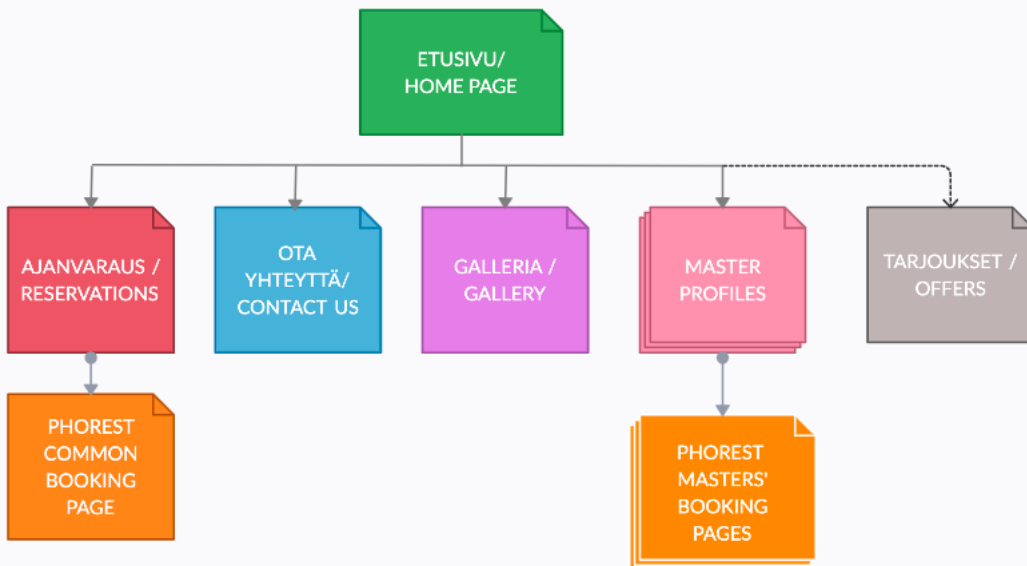 ETUSIVU/
HOME PAGE
AJANVARAUS /
RESERVATIONS
OTA
YHTEYTTÄ/
CONTACT US
GALLERIA /
GALLERY
MASTER
PROFILES
TARJOUKSET /
OFFERS
PHOREST
COMMON
BOOKING
PAGE
PHOREST
MASTERS'
BOOKING
PAGES